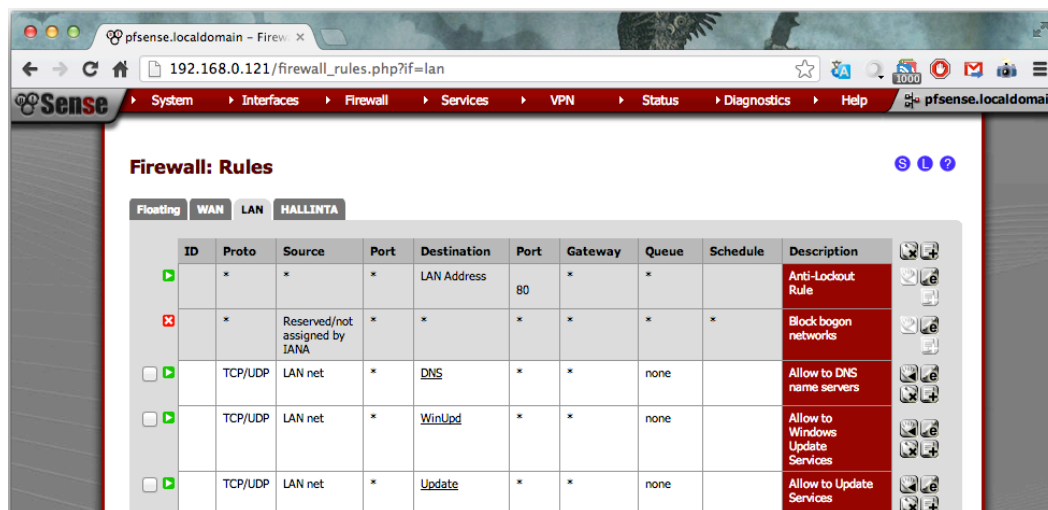 pfsense.localdomain – Firew
192.168.0.121/firewall_rules.php?if=lan
1000
Sense
System Interfaces Firewall Services VPN Status Diagnostics Help pfsense.localdomai
Firewall: Rules
S L ?
Floating WAN LAN HALLINTA
ID Proto Source Port Destination Port Gateway Queue Schedule Description
* * * LAN Address 80 * * Anti-Lockout
Rule
* Reserved/not * * * * * * Block bogon
assigned by networks
IANA
TCP/UDP LAN net * DNS * * none Allow to DNS
name servers
TCP/UDP LAN net * WinUpd * * none Allow to
Windows
Update
Services
TCP/UDP LAN net * Update * * none Allow to Update
Services